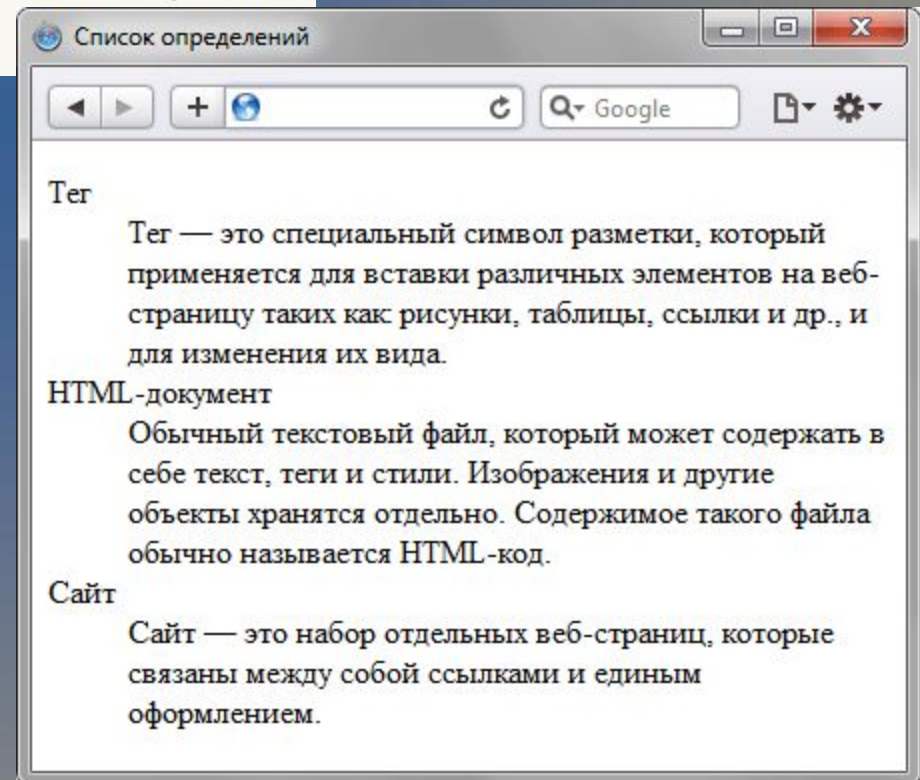 Список определений
Google
Тег
Тег — это специальный символ разметки, который
применяется для вставки различных элементов на веб-
страницу таких как: рисунки, таблицы, ссылки и др., и
для изменения их вида.
HTML-документ
Обычный текстовый файл, который может содержать в
себе текст, теги и стили. Изображения и другие
объекты хранятся отдельно. Содержимое такого файла
обычно называется HTML-код.
Сайт
Сайт — это набор отдельных веб-страниц, которые
связаны между собой ссылками и единым
оформлением.